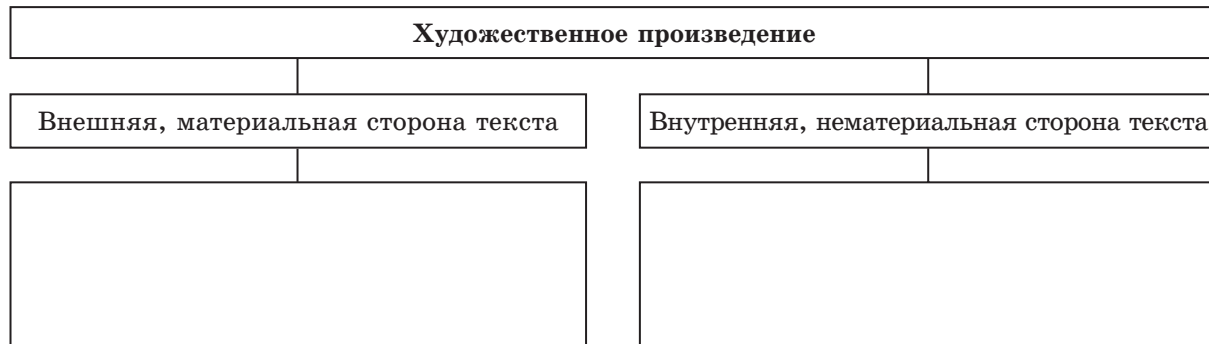 Художественное произведение
Внешняя, материальная сторона текста
Внутренняя, нематериальная сторона текста